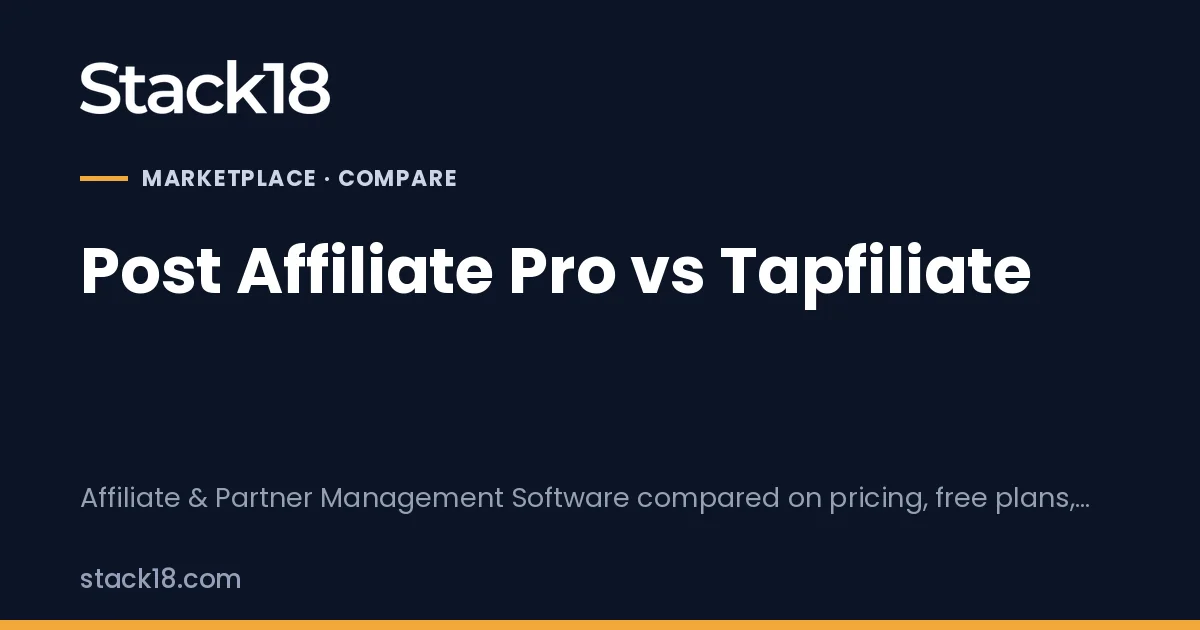 Stack18
MARKETPLACE · COMPARE
Post Affiliate Pro vs Tapfiliate
Affiliate & Partner Management Software compared on pricing, free plans,...
stack18.com